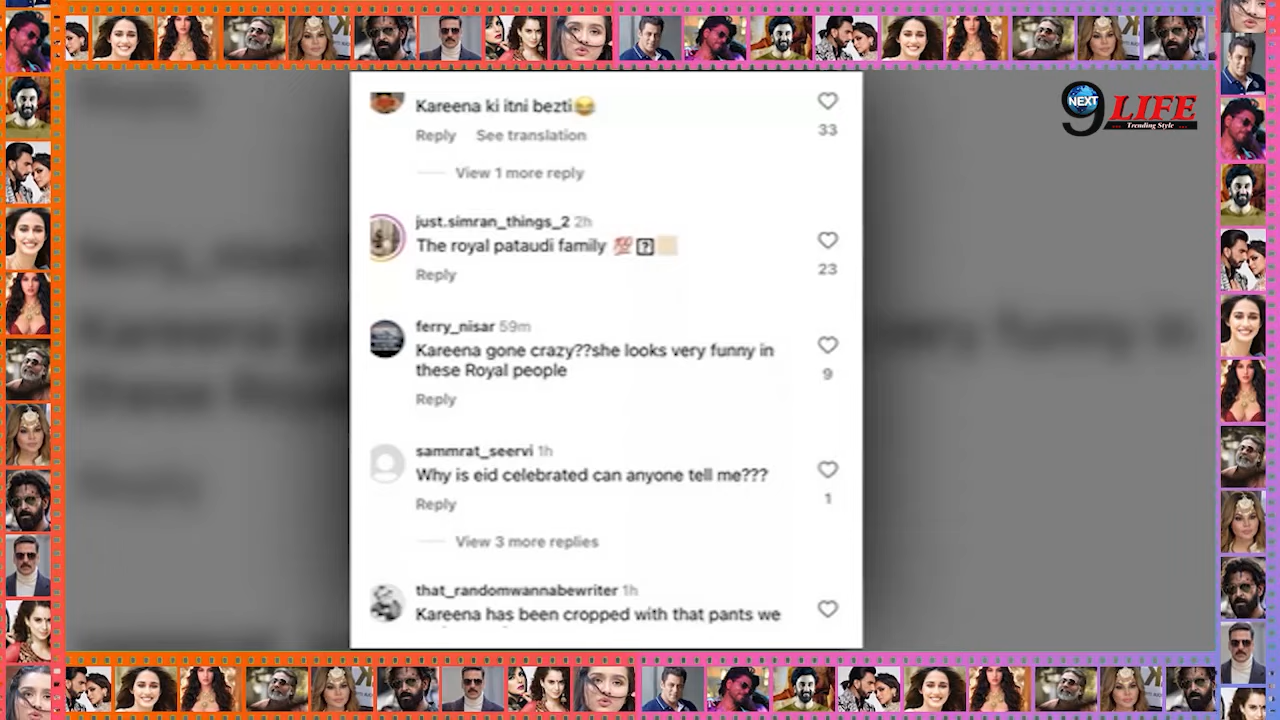 NEXT
9 LIFE
Trending Style
Kareena ki itni bezti😂
Reply See translation
33
View 1 more reply
just.simran_things_2 2h
The royal pataudi family 💯
23
Reply
ferry_nisar 59m
Kareena gone crazy??she looks very funny in
these Royal people
9
Reply
sammrat_seervi 1h
Why is eid celebrated can anyone tell me???
1
Reply
View 3 more replies
that_randomwannabewriter 1h
Kareena has been cropped with that pants we